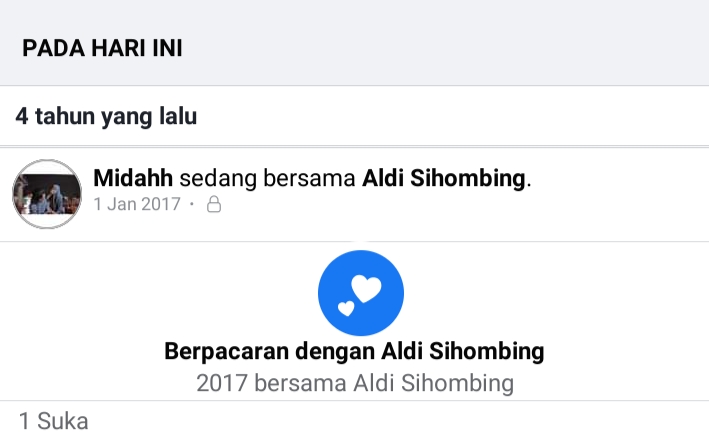 PADA HARI INI
4 tahun yang lalu
Midahh sedang bersama Aldi Sihombing.
1 Jan 2017 ·
Berpacaran dengan Aldi Sihombing
2017 bersama Aldi Sihombing
1 Suka